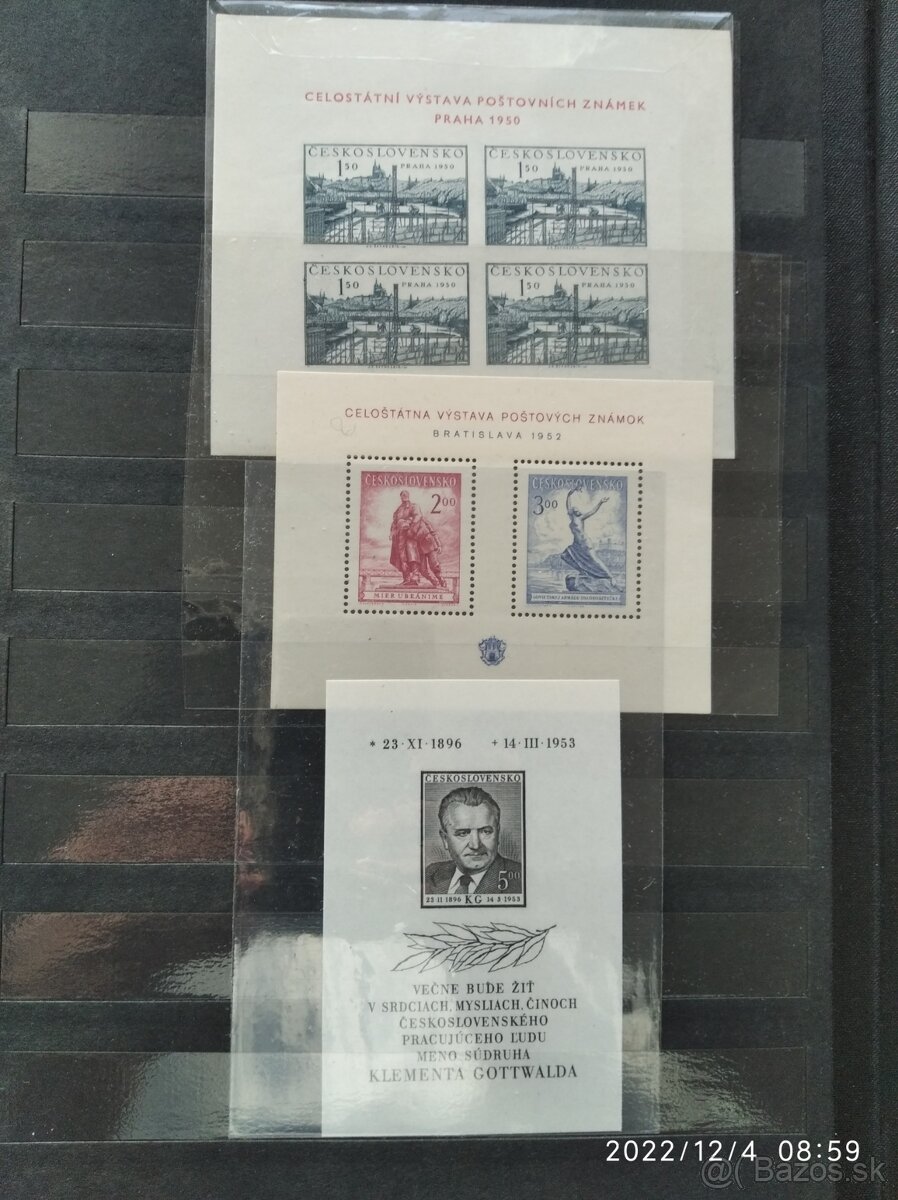 CELOSTÁTNÍ VÝSTAVA POŠTOVNÍCH ZNÁMEK
PRAHA 1950
ČESKOSLOVENSKO
1 50 PRAHA 1950
ČESKOSLOVENSKO
1 50 PRAHA 1950
ČESKOSLOVENSKO
1 50 PRAHA 1950
ČESKOSLOVENSKO
1 50 PRAHA 1950
CELOŠTÁTNA VÝSTAVA POŠTOVÝCH ZNÁMOK
BRATISLAVA 1952
ČESKOSLOVENSKO
2 00
MIER UBRÁNIME
ČESKOSLOVENSKO
3 00
* 23 · XI · 1896 + 14 · III · 1953
ČESKOSLOVENSKO
5 00
23 11 1896 KG 14 3 1953
VEČNE BUDE ŽIŤ
V SRDCIACH, MYSLIACH, ČINOCH
ČESKOSLOVENSKÉHO
PRACUJÚCEHO ĽUDU
MENO SÚDRUHA
KLEMENTA GOTTWALDA
2022/12/4 08:59
@ Bazos.sk